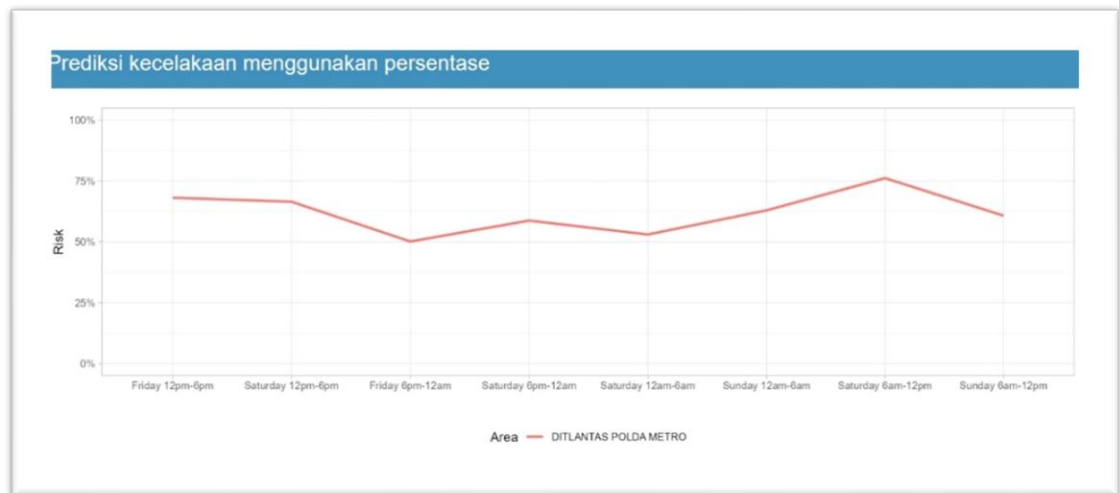 Prediksi kecelakaan menggunakan persentase
100%
75%
50%
25%
0%
Risk
Friday 12pm-6pm Saturday 12pm-6pm Friday 6pm-12am Saturday 6pm-12am Saturday 12am-6am Sunday 12am-6am Saturday 6am-12pm Sunday 6am-12pm
Area DITLANTAS POLDA METRO